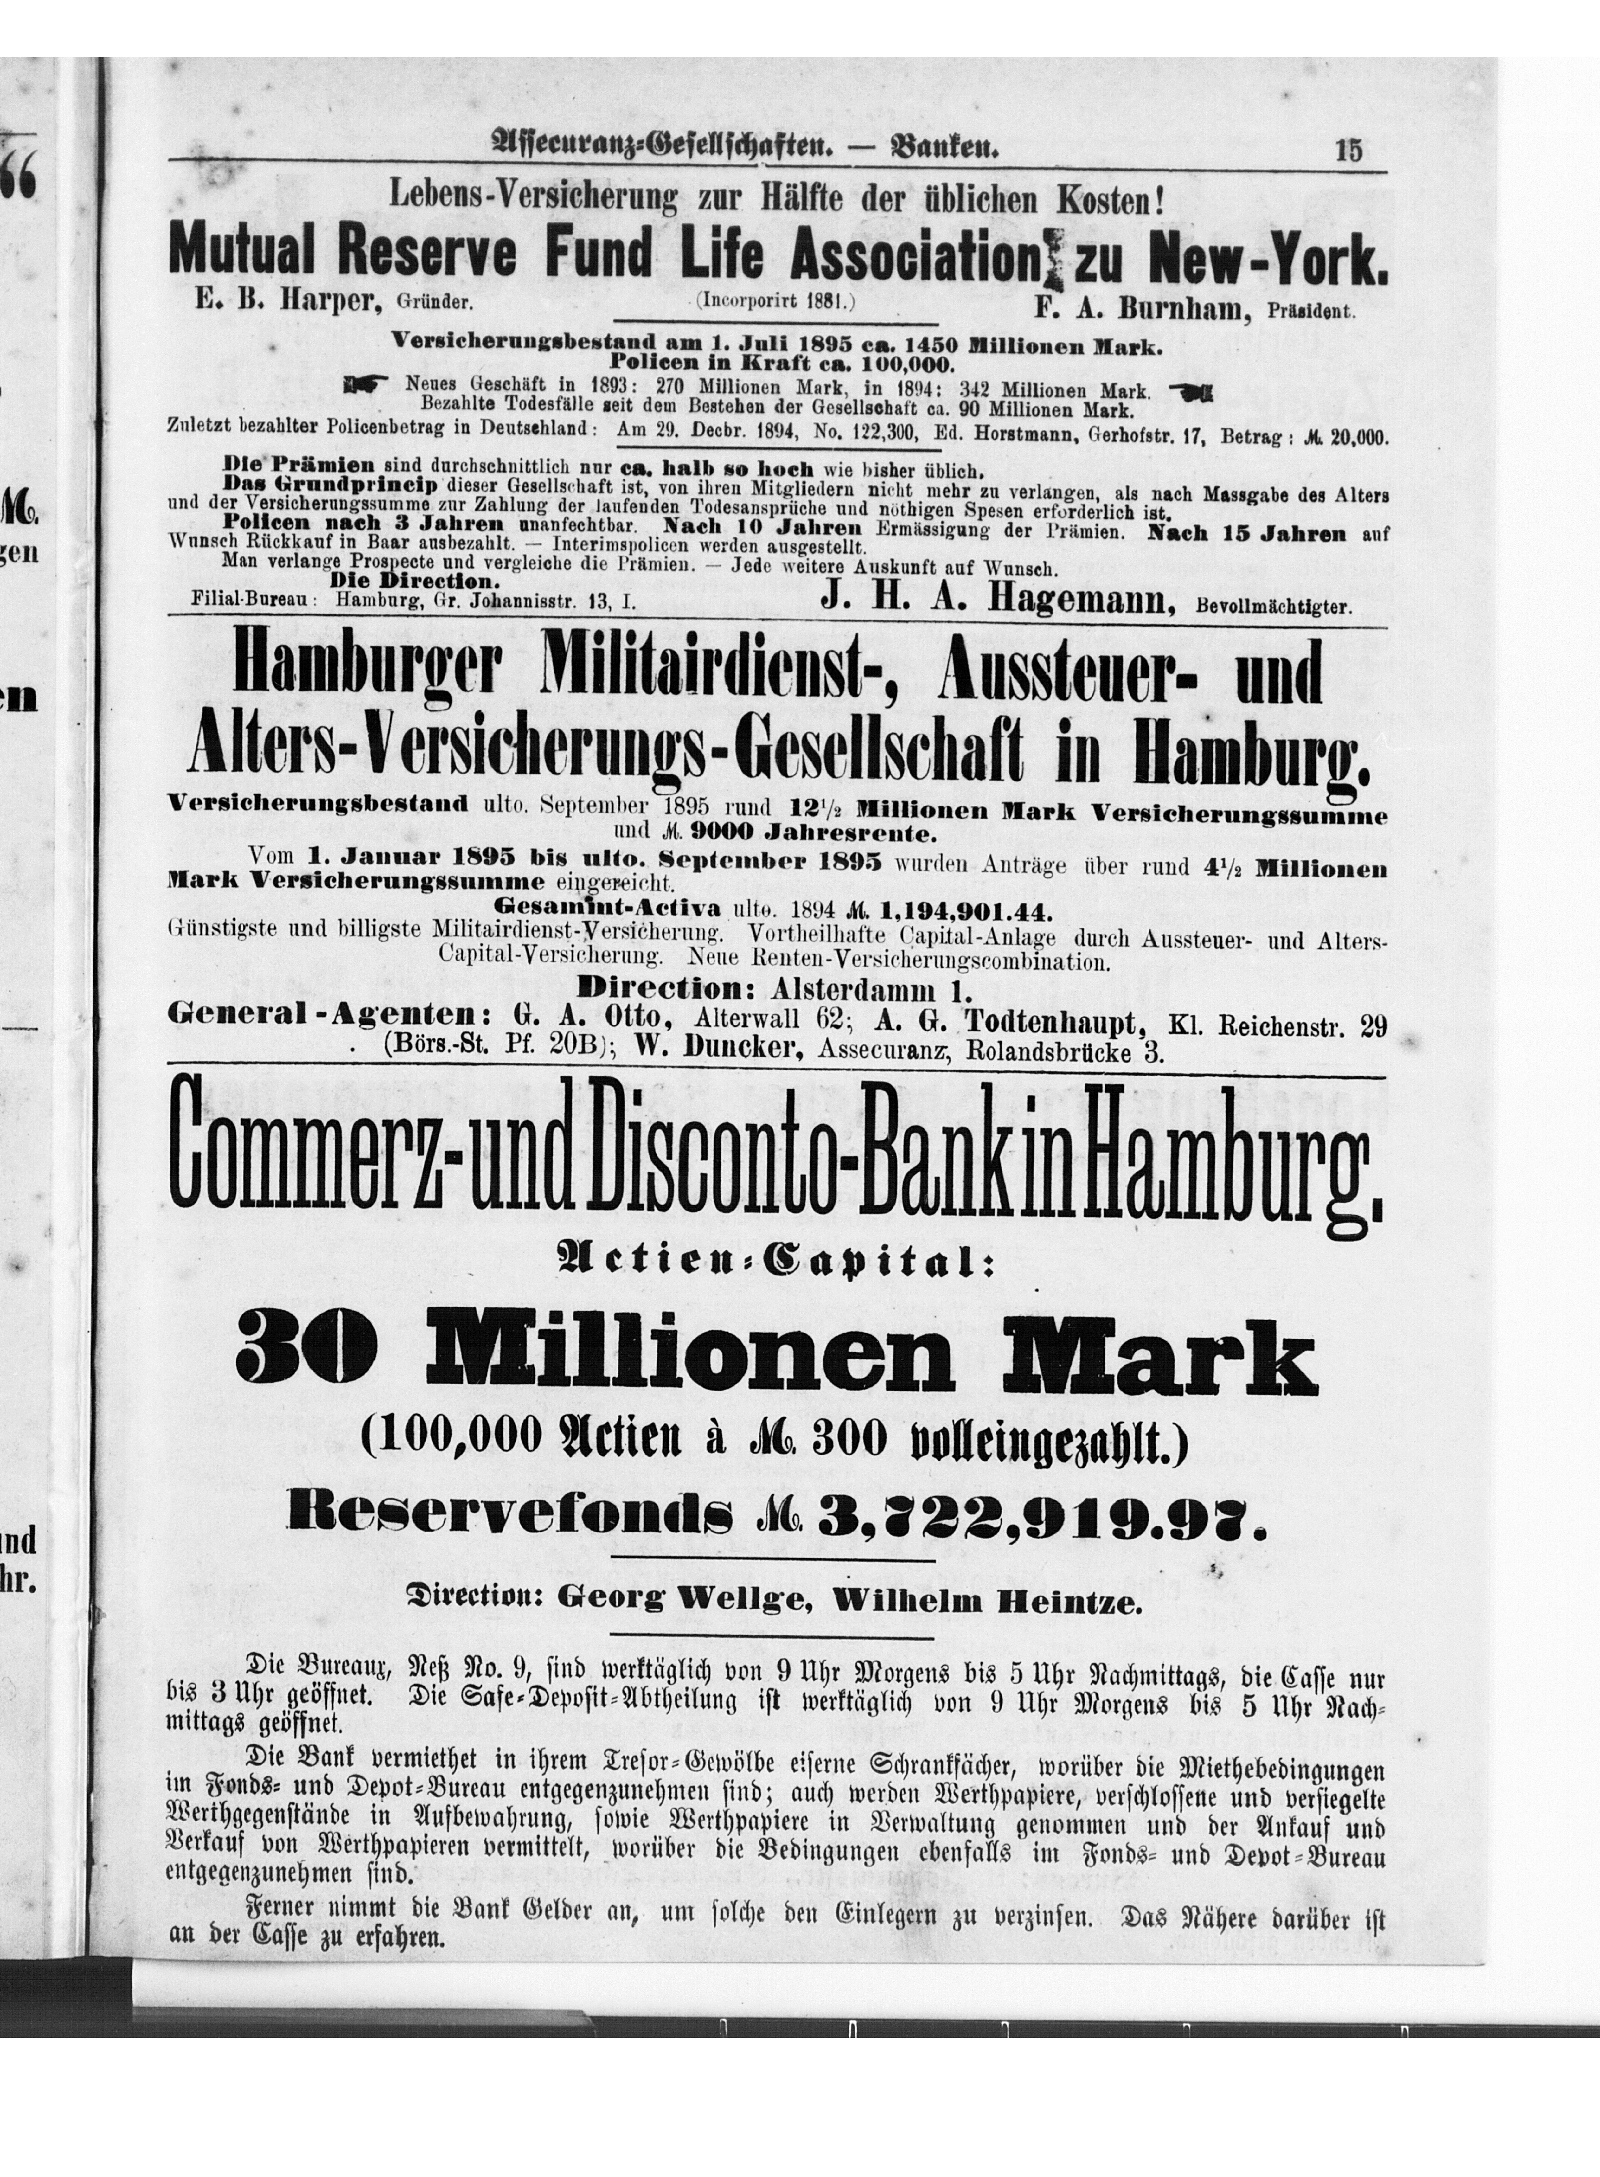 Assecuranz-Gesellschaften. — Banken. 15
Lebens-Versicherung zur Hälfte der üblichen Kosten!
Mutual Reserve Fund Life Association zu New-York.
E. B. Harper, Gründer. (Incorporirt 1881.) F. A. Burnham, Präsident.
Versicherungsbestand am 1. Juli 1895 ca. 1450 Millionen Mark.
Policen in Kraft ca. 100,000.
Neues Geschäft in 1893: 270 Millionen Mark, in 1894: 342 Millionen Mark.
Bezahlte Todesfälle seit dem Bestehen der Gesellschaft ca. 90 Millionen Mark.
Zuletzt bezahlter Policenbetrag in Deutschland: Am 29. Decbr. 1894, No. 122,300, Ed. Horstmann, Gerhofstr. 17, Betrag: M. 20,000.
Die Prämien sind durchschnittlich nur ca. halb so hoch wie bisher üblich.
Das Grundprincip dieser Gesellschaft ist, von ihren Mitgliedern nicht mehr zu verlangen, als nach Massgabe des Alters
und der Versicherungssumme zur Zahlung der laufenden Todesansprüche und nöthigen Spesen erforderlich ist.
Policen nach 3 Jahren unanfechtbar. Nach 10 Jahren Ermässigung der Prämien. Nach 15 Jahren auf
Wunsch Rückkauf in Baar ausbezahlt. — Interimspolicen werden ausgestellt.
Man verlange Prospecte und vergleiche die Prämien. — Jede weitere Auskunft auf Wunsch.
Die Direction.
Filial-Bureau: Hamburg, Gr. Johannisstr. 13, I. J. H. A. Hagemann, Bevollmächtigter.
Hamburger Militairdienst-, Aussteuer- und
Alters-Versicherungs-Gesellschaft in Hamburg.
Versicherungsbestand ulto. September 1895 rund 12½ Millionen Mark Versicherungssumme
und M. 9000 Jahresrente.
Vom 1. Januar 1895 bis ulto. September 1895 wurden Anträge über rund 4½ Millionen
Mark Versicherungssumme eingereicht.
Gesammt-Activa ulto. 1894 M. 1,194,901.44.
Günstigste und billigste Militairdienst-Versicherung. Vortheilhafte Capital-Anlage durch Aussteuer- und Alters-
Capital-Versicherung. Neue Renten-Versicherungscombination.
Direction: Alsterdamm 1.
General-Agenten: G. A. Otto, Alterwall 62; A. G. Todtenhaupt, Kl. Reichenstr. 29
(Börs.-St. Pf. 20B); W. Duncker, Assecuranz, Rolandsbrücke 3.
Commerz- und Disconto-Bank in Hamburg.
Actien-Capital:
30 Millionen Mark
(100,000 Actien à M. 300 volleingezahlt.)
Reservefonds M. 3,722,919.97.
Direction: Georg Wellge, Wilhelm Heintze.
Die Bureaux, Neß No. 9, sind werktäglich von 9 Uhr Morgens bis 5 Uhr Nachmittags, die Casse nur
bis 3 Uhr geöffnet. Die Safe-Deposit-Abtheilung ist werktäglich von 9 Uhr Morgens bis 5 Uhr Nach-
mittags geöffnet.
Die Bank vermiethet in ihrem Tresor-Gewölbe eiserne Schrankfächer, worüber die Miethebedingungen
im Fonds- und Depot-Bureau entgegenzunehmen sind; auch werden Werthpapiere, verschlossene und versiegelte
Werthgegenstände in Aufbewahrung, sowie Werthpapiere in Verwaltung genommen und der Ankauf und
Verkauf von Werthpapieren vermittelt, worüber die Bedingungen ebenfalls im Fonds- und Depot-Bureau
entgegenzunehmen sind.
Ferner nimmt die Bank Gelder an, um solche den Einlegern zu verzinsen. Das Nähere darüber ist
an der Casse zu erfahren.